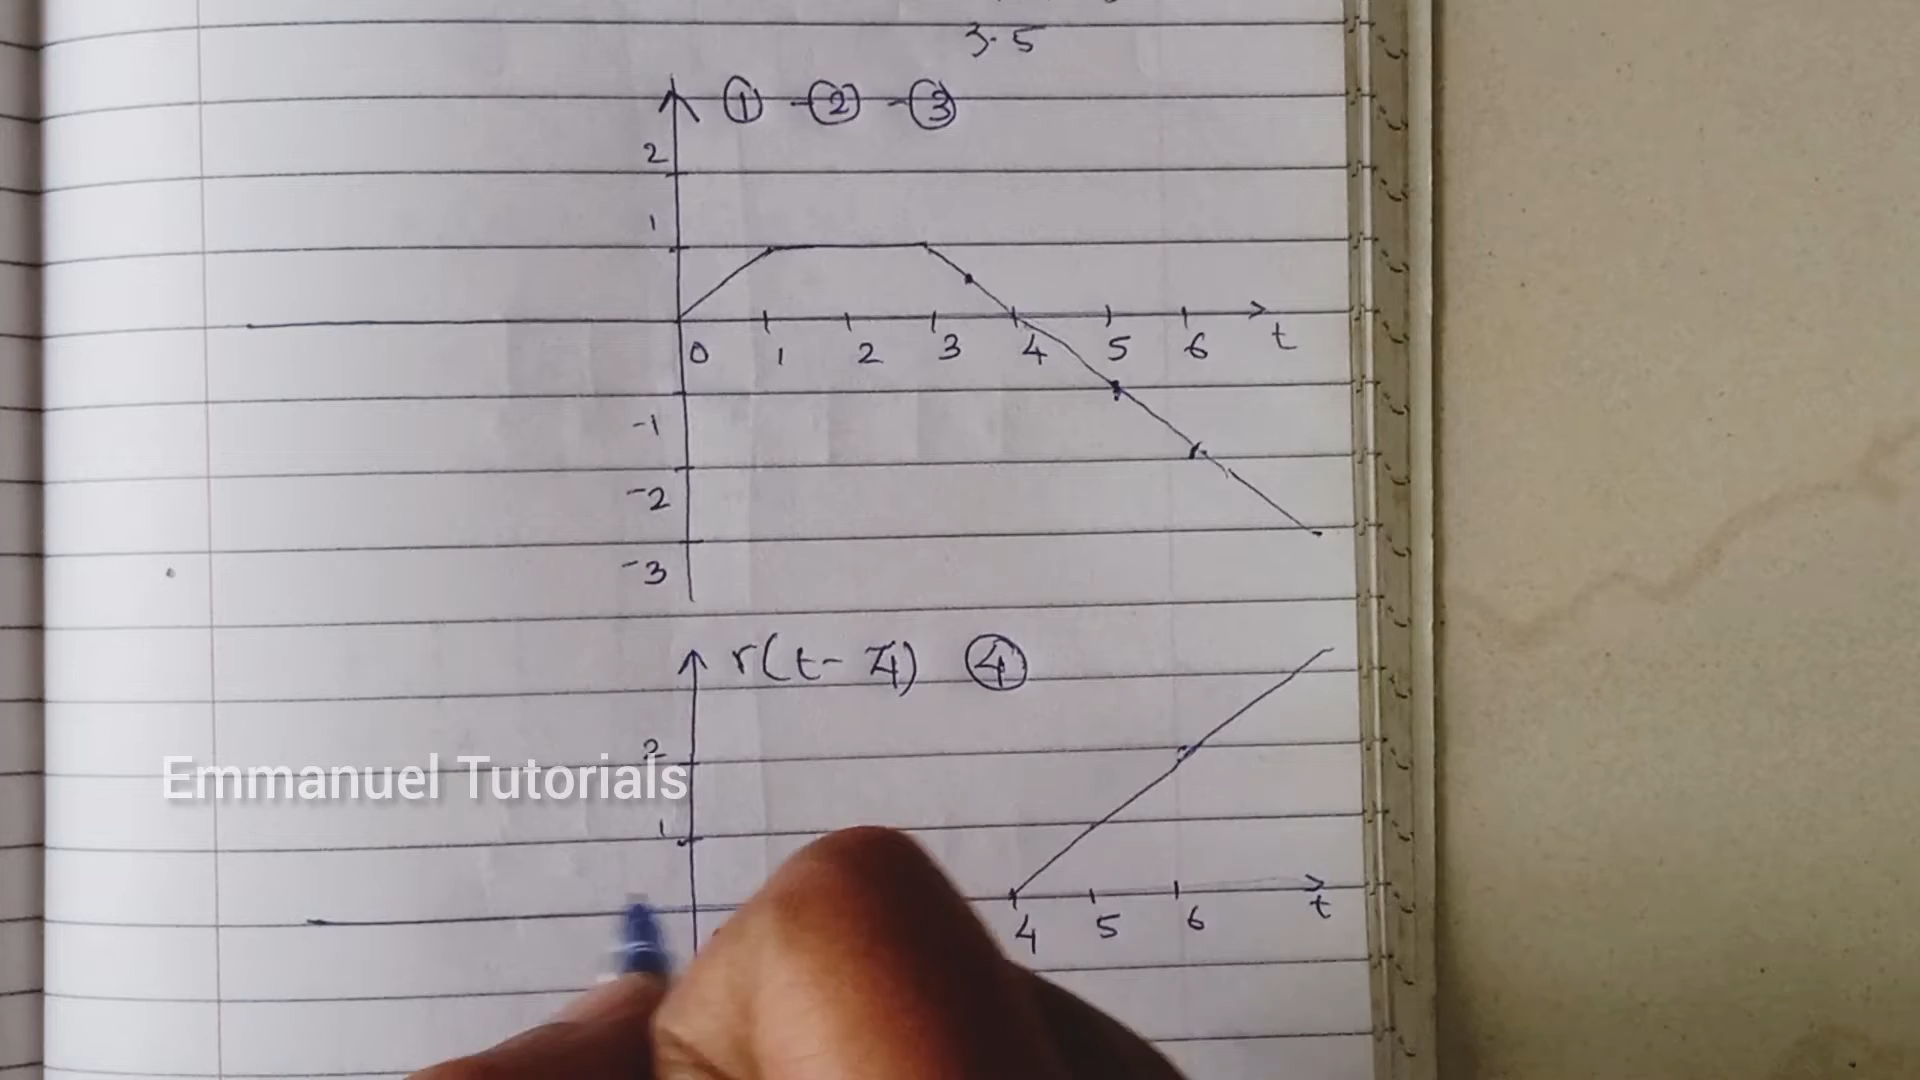 3.5
① -② -③
2
1
0 1 2 3 4 5 6 t
-1
-2
-3
r(t-4) ④
2
Emmanuel Tutorials
1
4 5 6 t